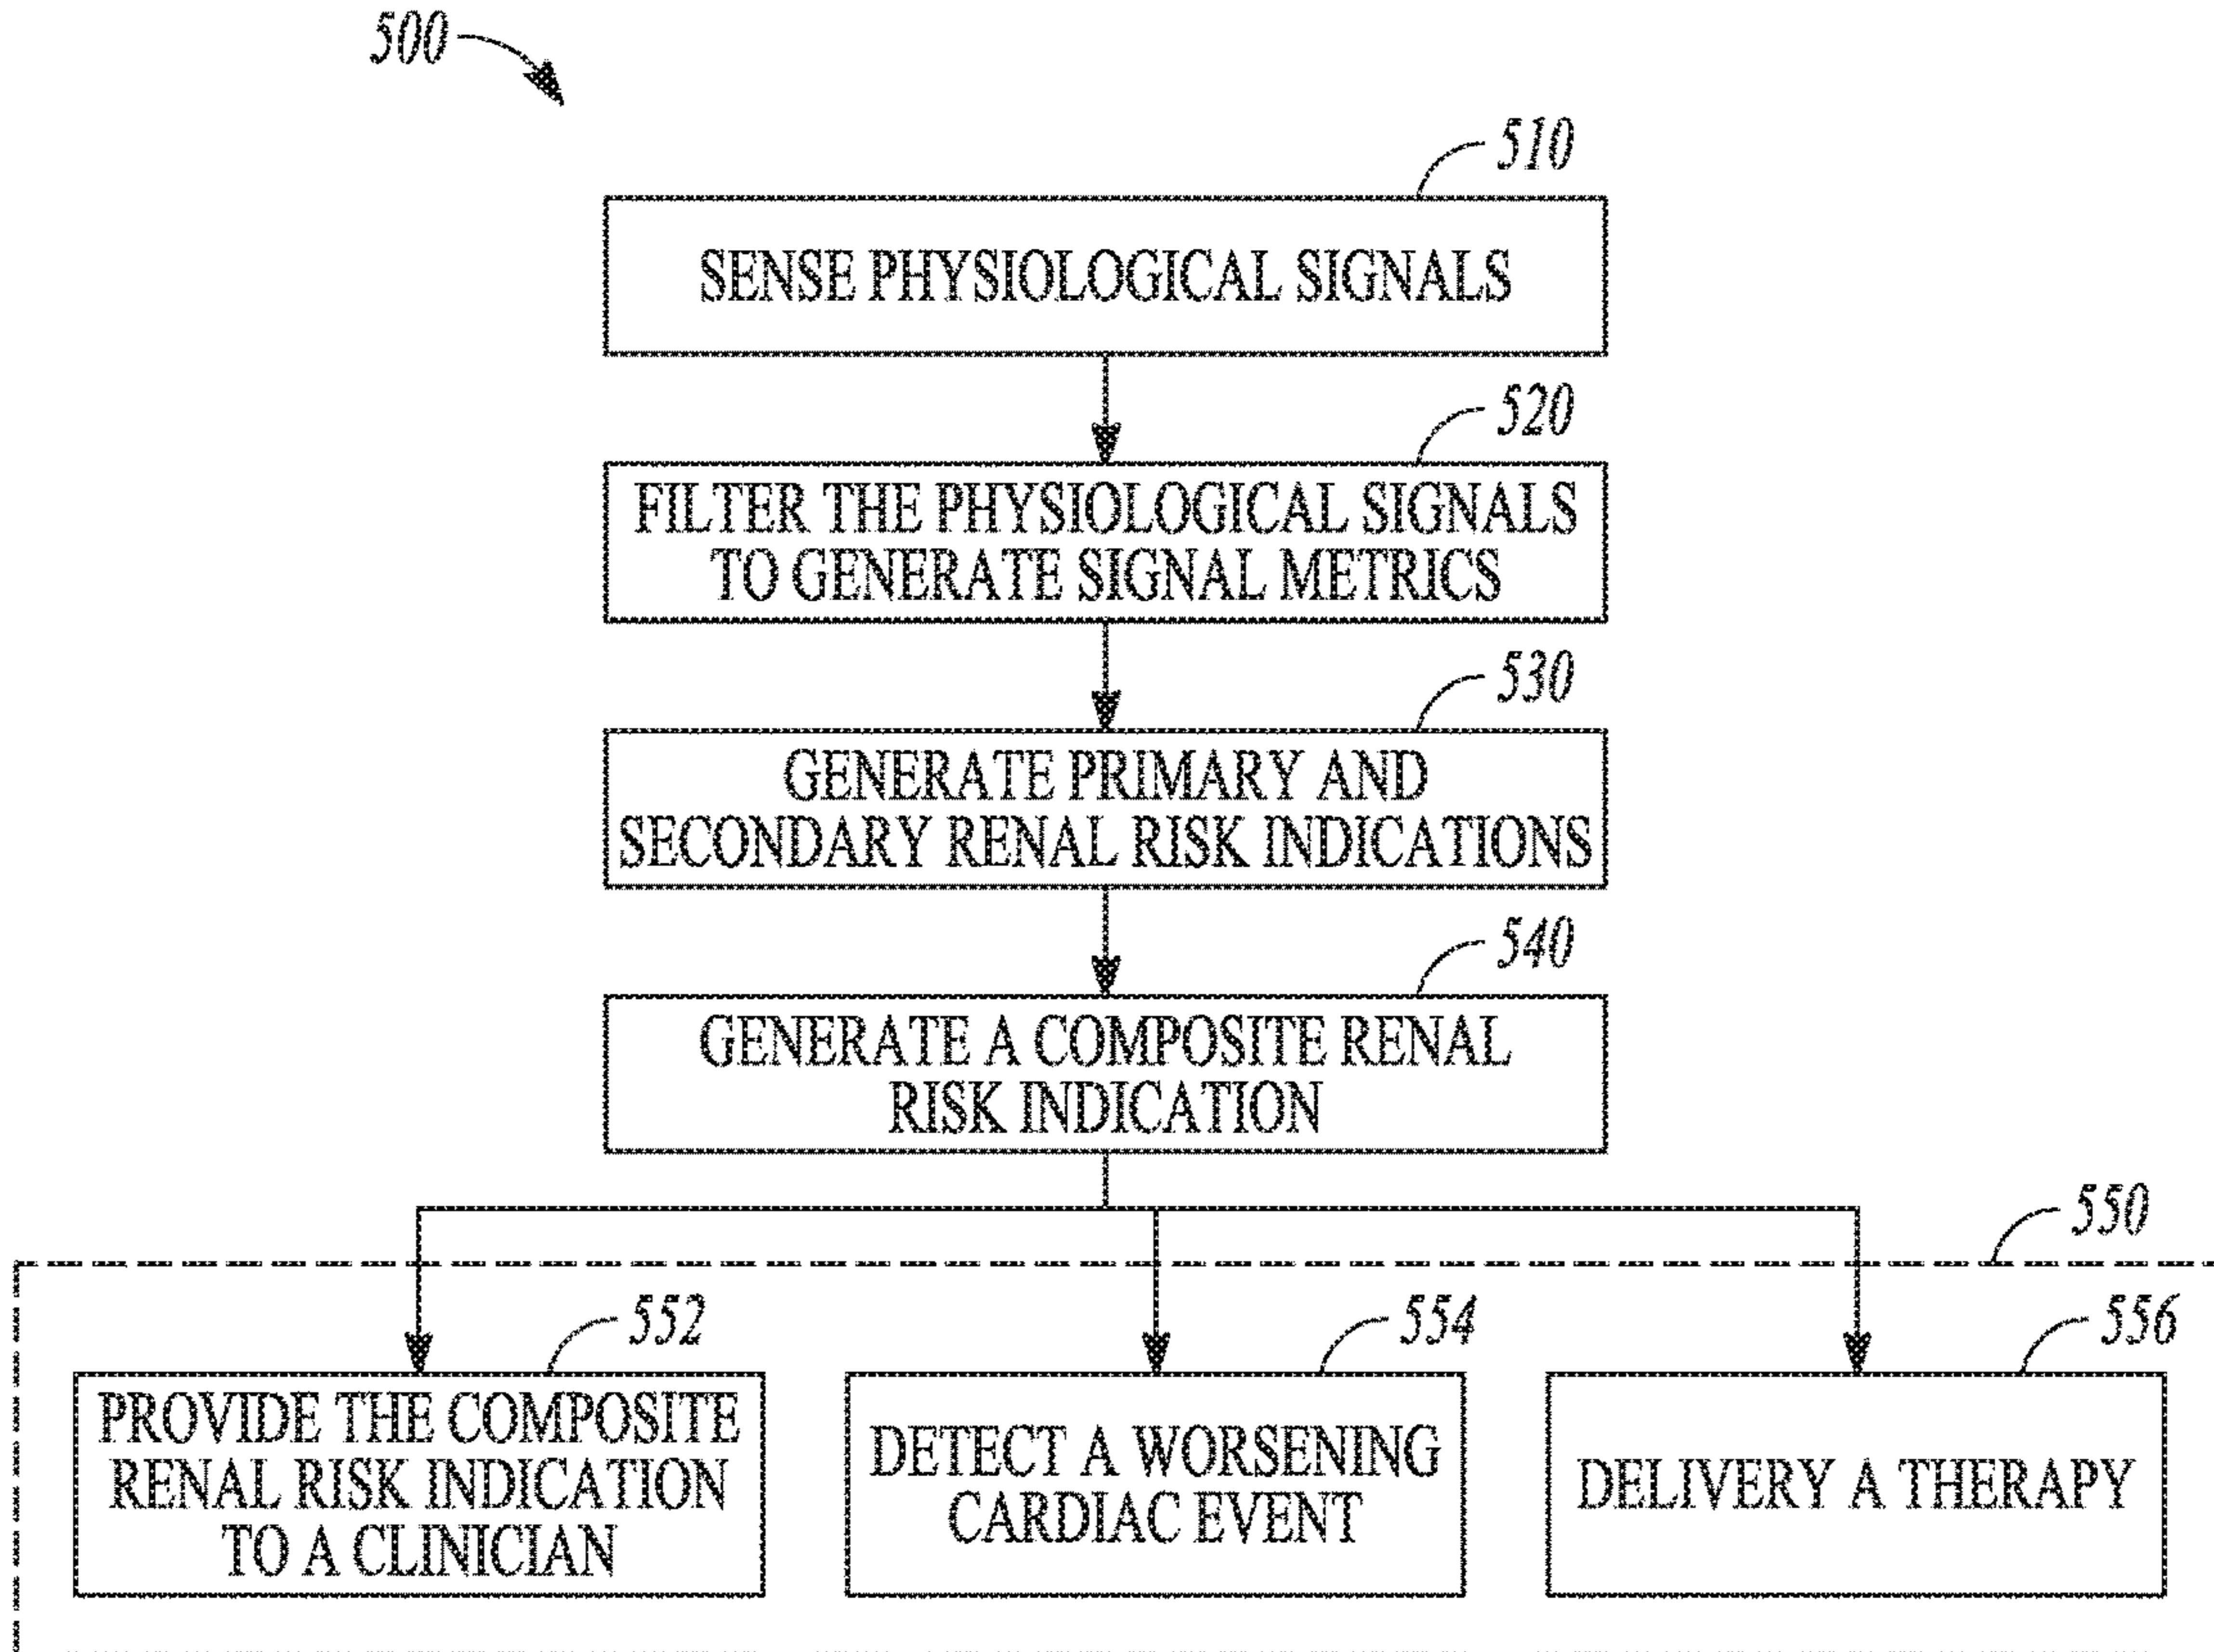 500
510
SENSE PHYSIOLOGICAL SIGNALS
520
FILTER THE PHYSIOLOGICAL SIGNALS
TO GENERATE SIGNAL METRICS
530
GENERATE PRIMARY AND
SECONDARY RENAL RISK INDICATIONS
540
GENERATE A COMPOSITE RENAL
RISK INDICATION
550
552
PROVIDE THE COMPOSITE
RENAL RISK INDICATION
TO A CLINICIAN
554
DETECT A WORSENING
CARDIAC EVENT
556
DELIVERY A THERAPY